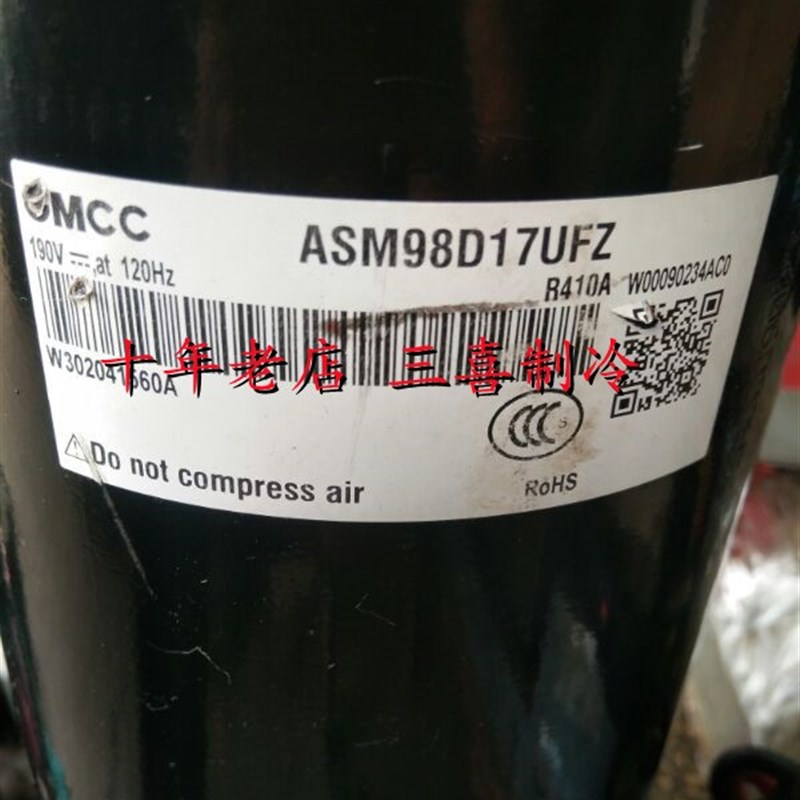 GMCC
ASM98D17UFZ
190V ⎓ at 120Hz
R410A W00090234AC0
十年老店 三喜制冷
CCC S
⚠Do not compress air
RoHS